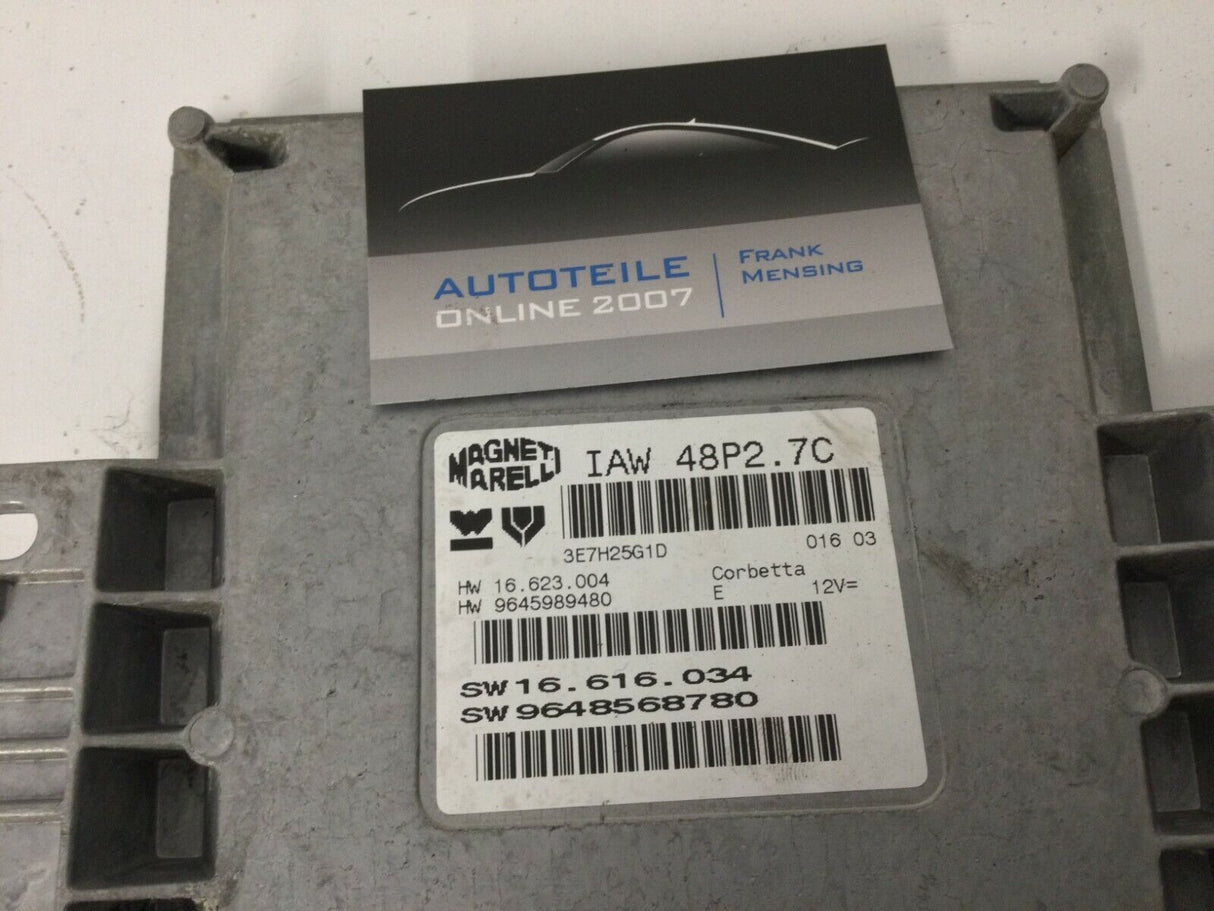 AUTOTEILE
ONLINE 2007
FRANK
MENSING
MAGNETI
MARELLI
IAW 48P2.7C
3E7H25G1D
016 03
HW 16.623.004
Corbetta
HW 9645989480
E
12V=
SW 16.616.034
SW 9648568780